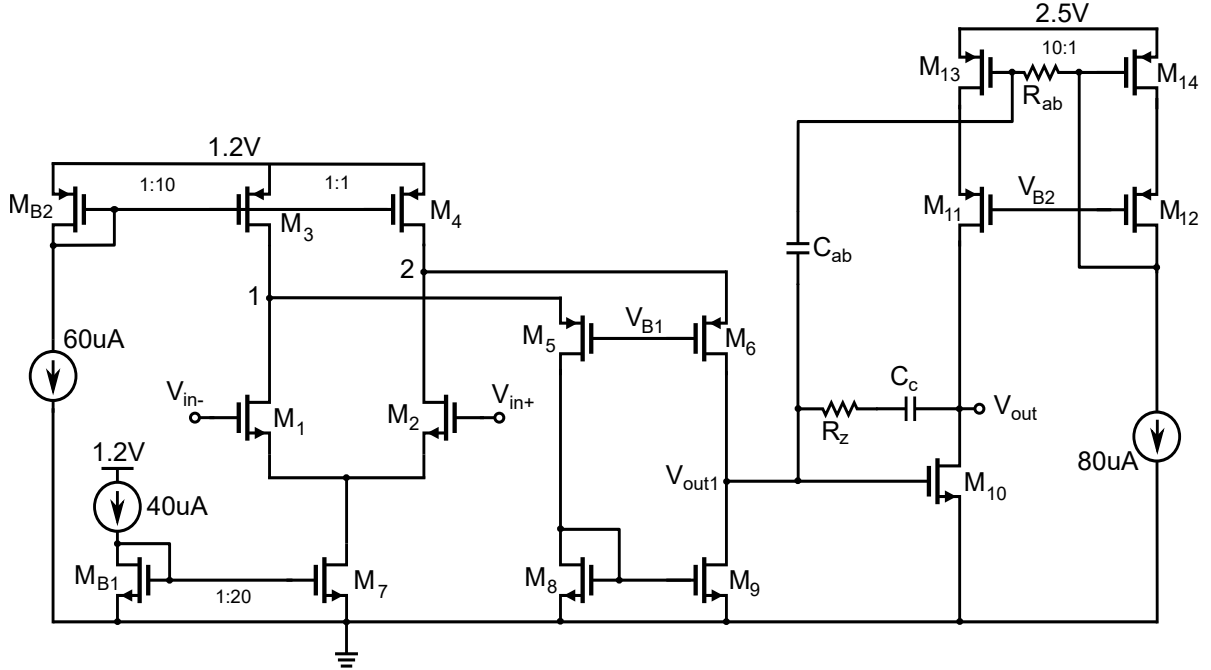 2.5V
M13
10:1
Rab
M14
1.2V
MB2
1:10
1:1
M3
M4
M11
VB2
M12
Cab
2
1
60uA
M5
VB1
M6
Vin-
M1
M2
Vin+
Cc
Rz
Vout
80uA
1.2V
40uA
Vout1
M10
MB1
1:20
M7
M8
M9